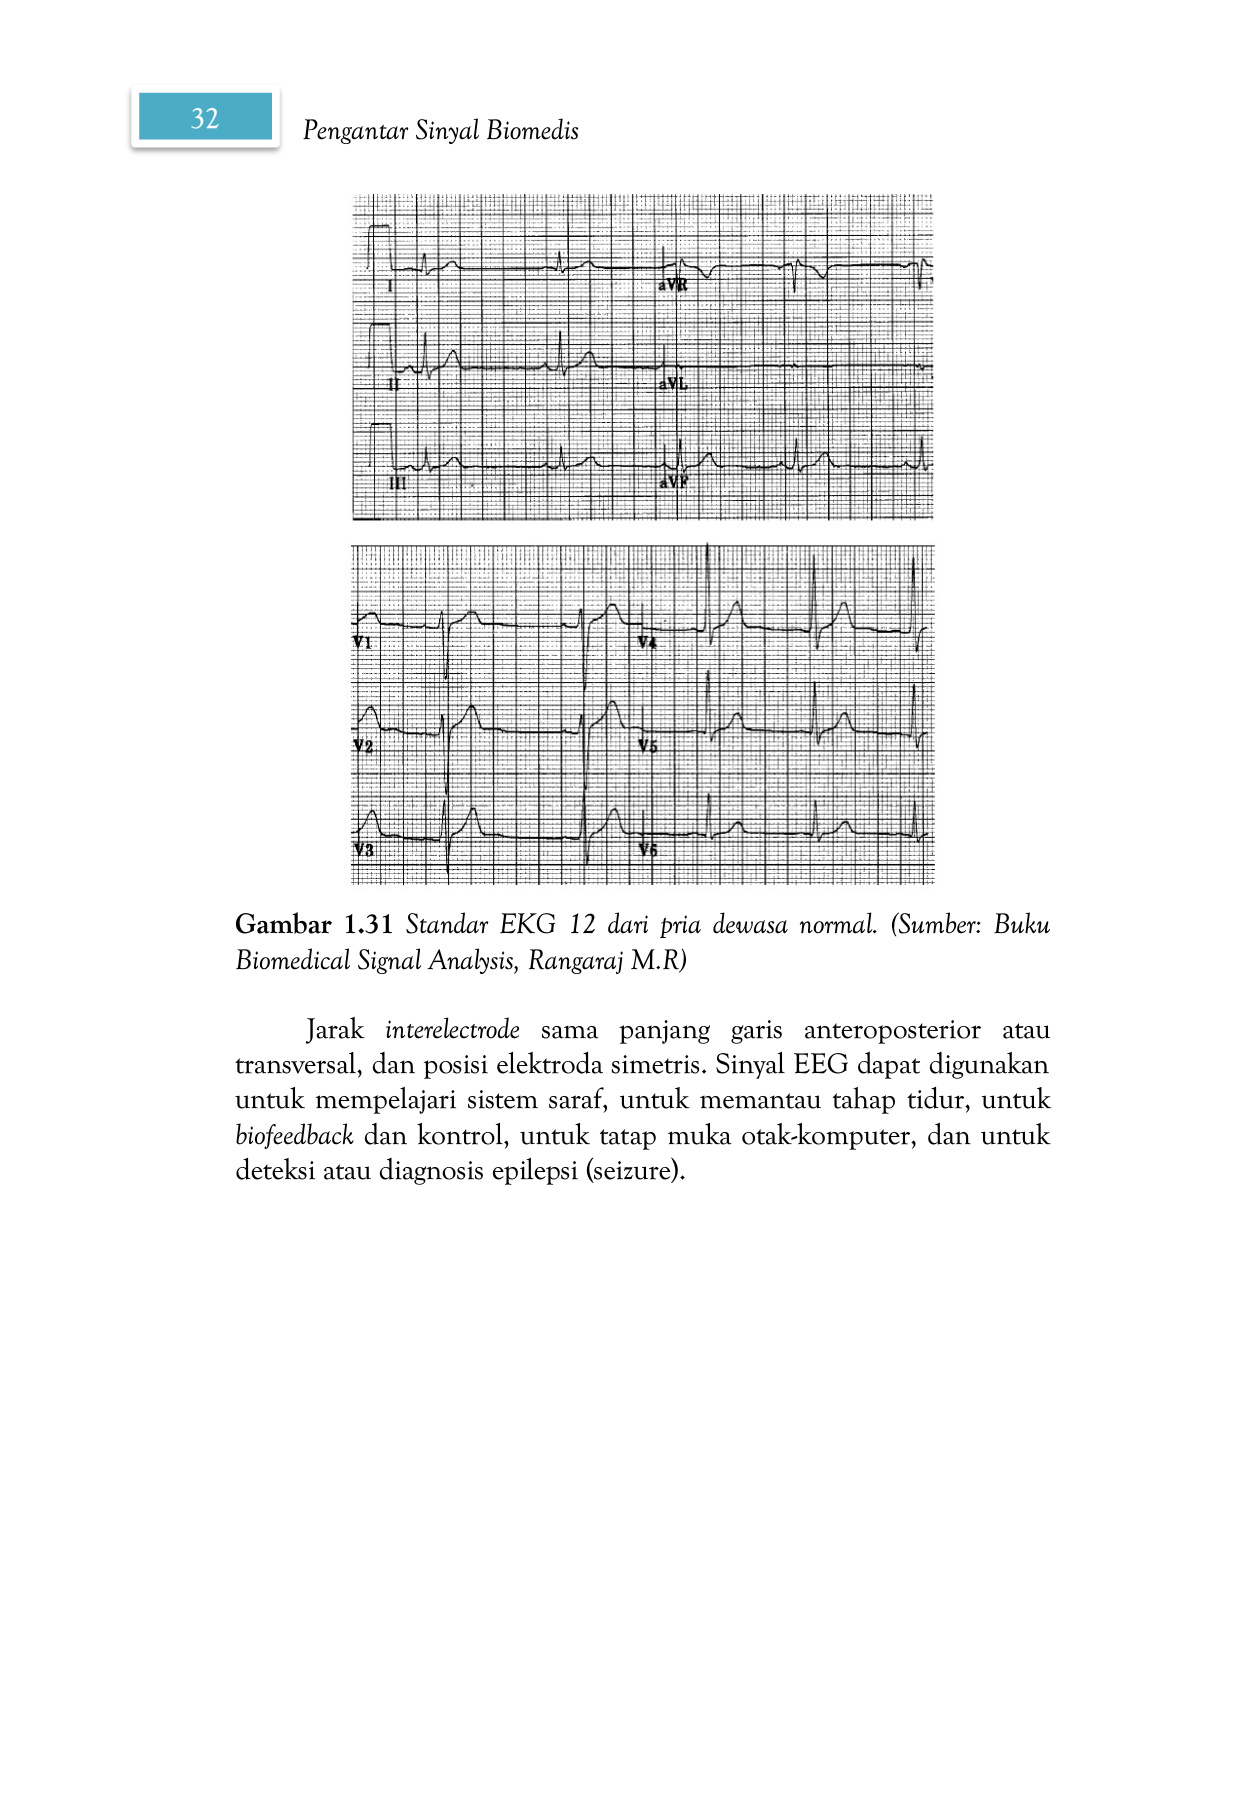 32
Pengantar Sinyal Biomedis
I
aVR
II
aVL
III
aVF
V1
V4
V2
V5
V3
V6
Gambar 1.31 Standar EKG 12 dari pria dewasa normal. (Sumber: Buku
Biomedical Signal Analysis, Rangaraj M.R)
Jarak interelectrode sama panjang garis anteroposterior atau
transversal, dan posisi elektroda simetris. Sinyal EEG dapat digunakan
untuk mempelajari sistem saraf, untuk memantau tahap tidur, untuk
biofeedback dan kontrol, untuk tatap muka otak-komputer, dan untuk
deteksi atau diagnosis epilepsi (seizure).